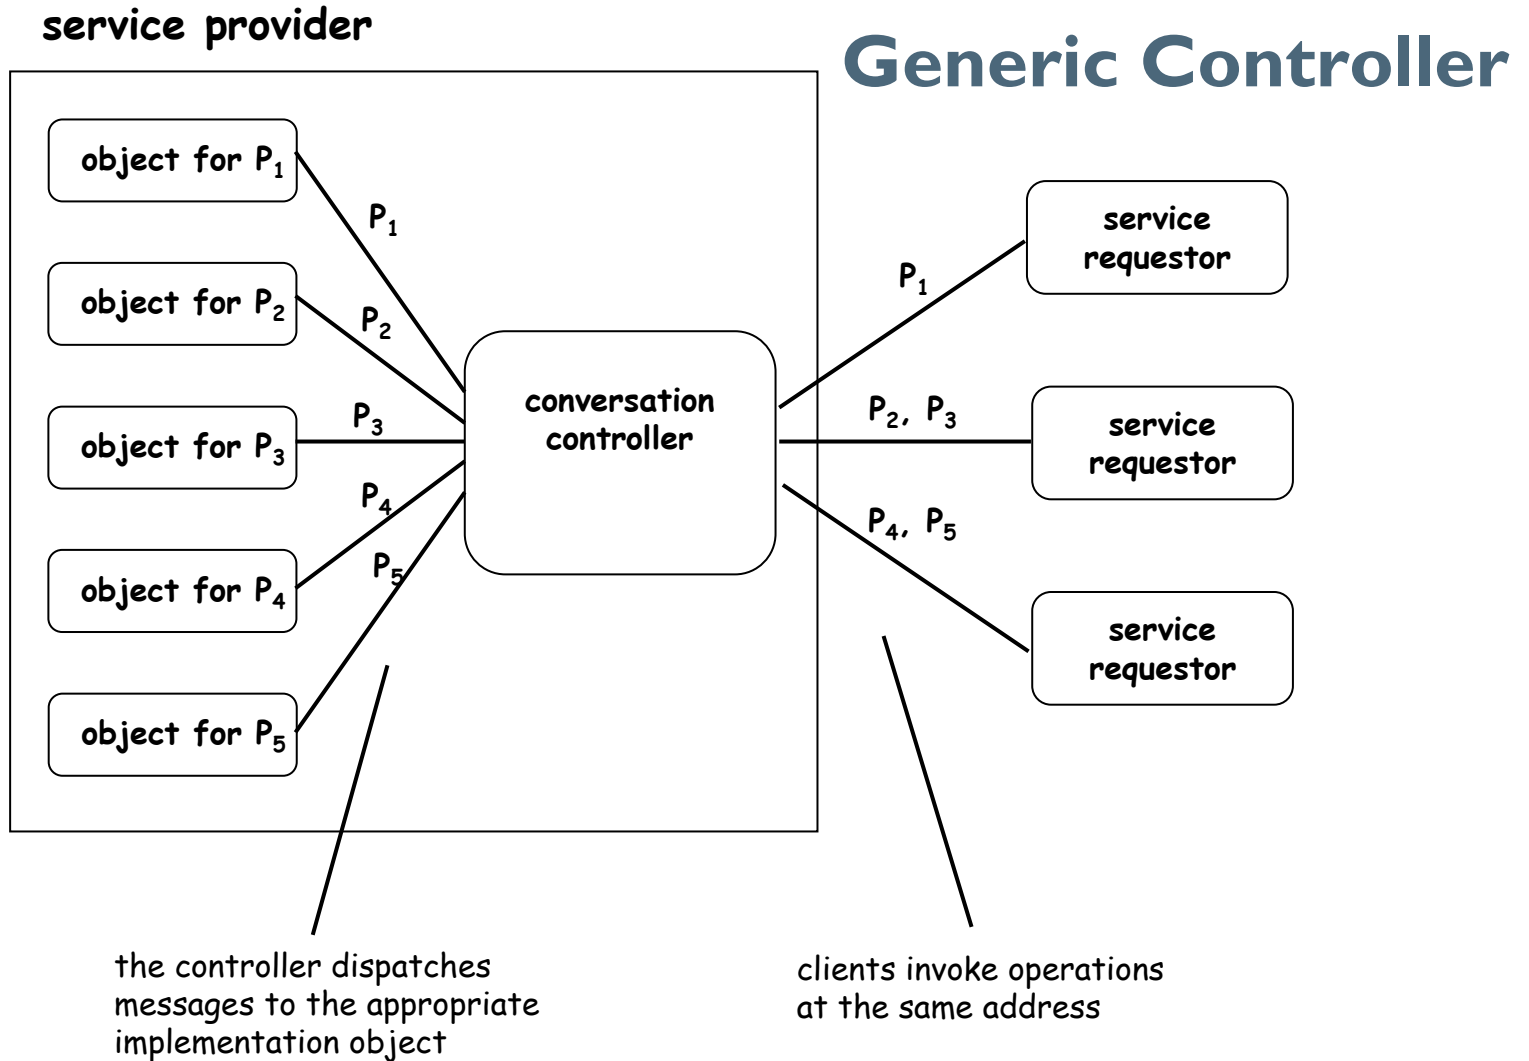 service provider
Generic Controller
object for P₁
object for P₂
object for P₃
object for P₄
object for P₅
P₁
P₂
P₃
P₄
P₅
conversation
controller
P₁
P₂, P₃
P₄, P₅
service
requestor
service
requestor
service
requestor
the controller dispatches
messages to the appropriate
implementation object
clients invoke operations
at the same address